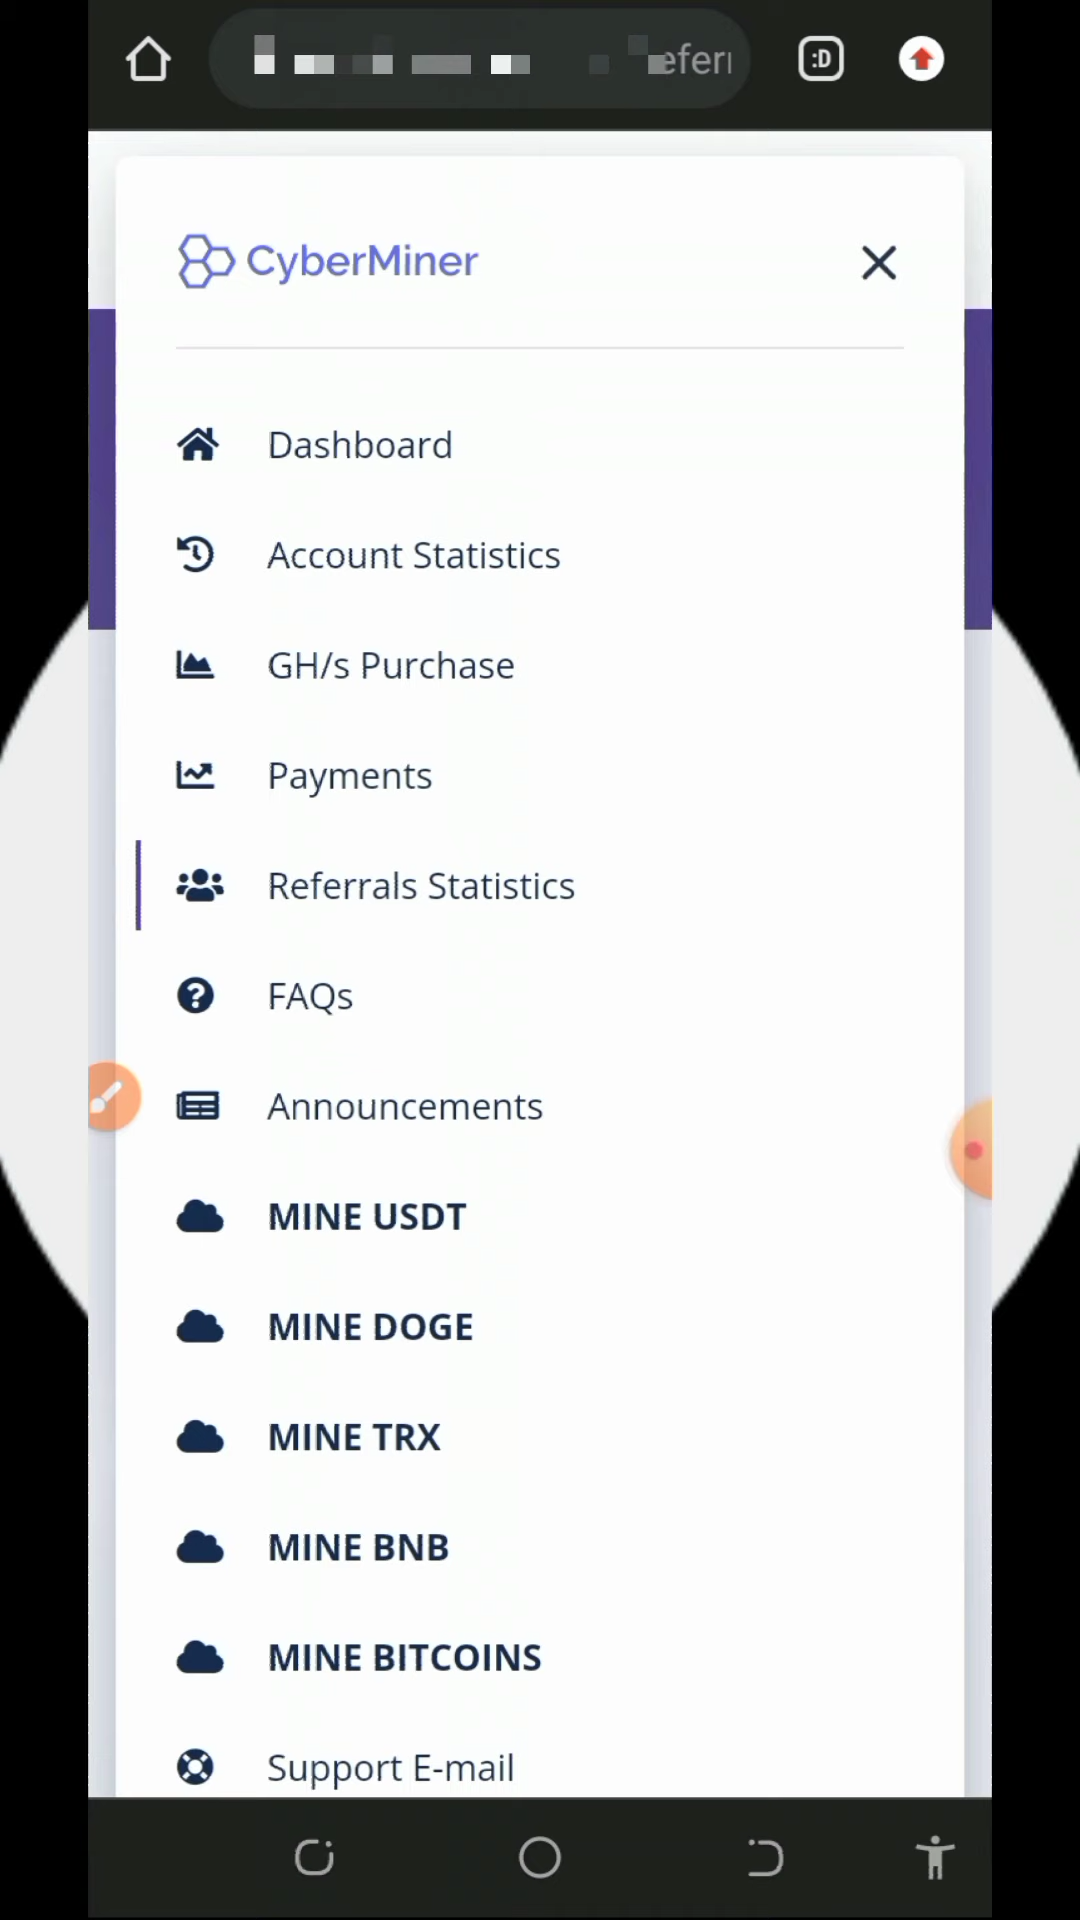 :D
CyberMiner
Dashboard
Account Statistics
GH/s Purchase
Payments
Referrals Statistics
FAQs
Announcements
MINE USDT
MINE DOGE
MINE TRX
MINE BNB
MINE BITCOINS
Support E-mail